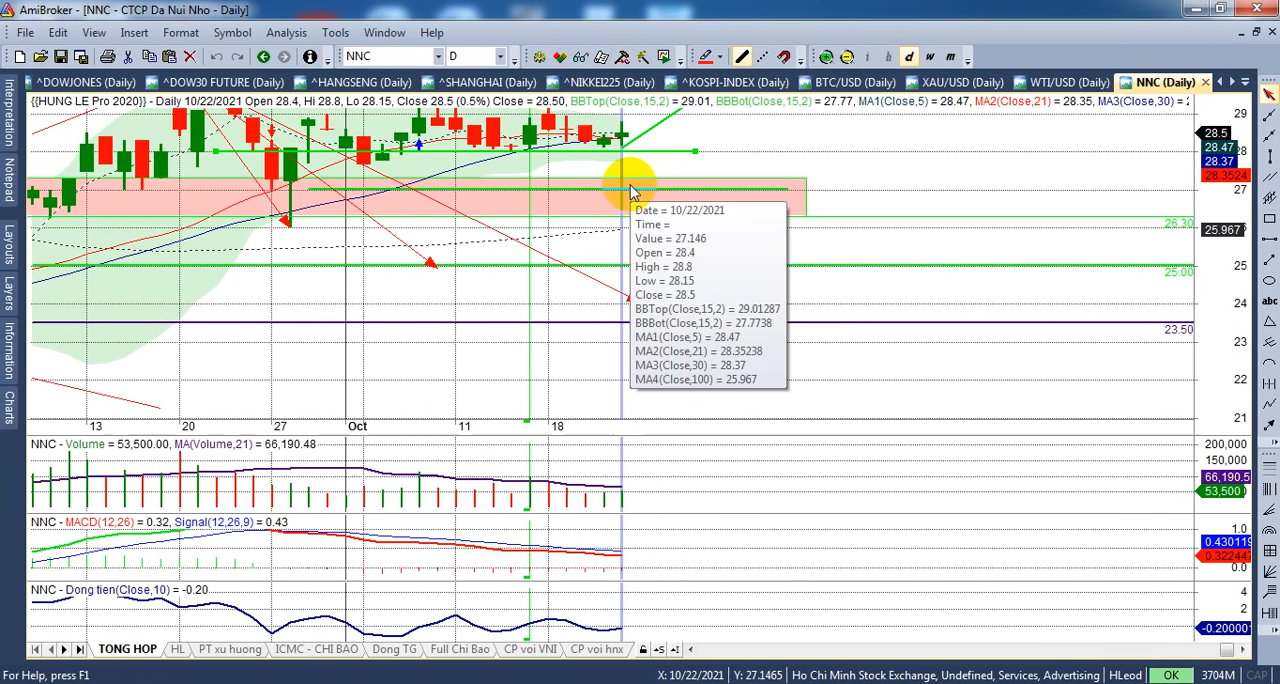 AmiBroker - [NNC - CTCP Da Nui Nho - Daily]
File Edit View Insert Format Symbol Analysis Tools Window Help
NNC D i h d w m
^DOWJONES (Daily) ^DOW30 FUTURE (Daily) ^HANGSENG (Daily) ^SHANGHAI (Daily) ^NIKKEI225 (Daily) ^KOSPI-INDEX (Daily) BTC/USD (Daily) XAU/USD (Daily) WTI/USD (Daily) NNC (Daily)
{{HUNG LE Pro 2020}} - Daily 10/22/2021 Open 28.4, Hi 28.8, Lo 28.15, Close 28.5 (0.5%) Close = 28.50, BBTop(Close,15,2) = 29.01, BBBot(Close,15,2) = 27.77, MA1(Close,5) = 28.47, MA2(Close,21) = 28.35, MA3(Close,30) = 2
Interpretation
Notepad
Layouts
Layers
Information
Charts
abc
29
28.5
28.47
28
28.37
28.3524
27
26.30
25.967
25
25.00
24
23.50
23
22
21
Date = 10/22/2021
Time =
Value = 27.146
Open = 28.4
High = 28.8
Low = 28.15
Close = 28.5
BBTop(Close,15,2) = 29.01287
BBBot(Close,15,2) = 27.7738
MA1(Close,5) = 28.47
MA2(Close,21) = 28.35238
MA3(Close,30) = 28.37
MA4(Close,100) = 25.967
13 20 27 Oct 11 18
NNC - Volume = 53,500.00, MA(Volume,21) = 66,190.48
200,000
150,000
66,190.5
53,500
NNC - MACD(12,26) = 0.32, Signal(12,26,9) = 0.43
1.0
0.430119
0.322447
0.0
NNC - Dong tien(Close,10) = -0.20
4
2
-0.20000
TONG HOP HL PT xu huong ICMC - CHI BAO Dong TG Full Chi Bao CP voi VNI CP voi hnx
For Help, press F1 X: 10/22/2021 Y: 27.1465 Ho Chi Minh Stock Exchange, Undefined, Services, Advertising HLeod OK 3704M CAP